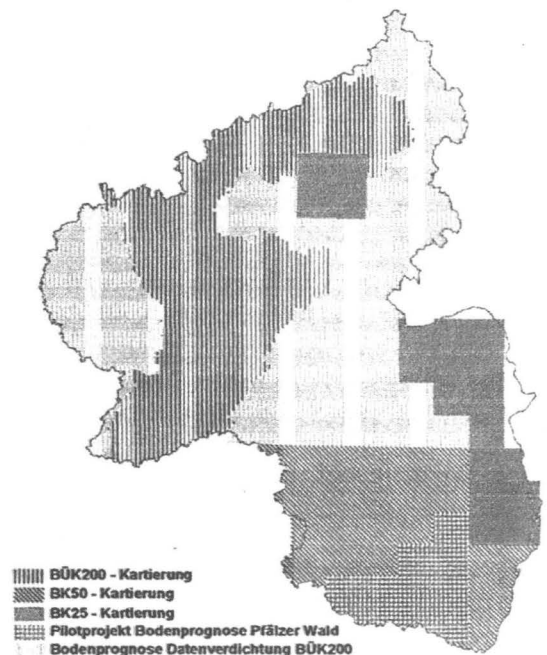 BÜK200 - Kartierung
BK50 - Kartierung
BK25 - Kartierung
Pilotprojekt Bodenprognose Pfälzer Wald
Bodenprognose Datenverdichtung BÜK200